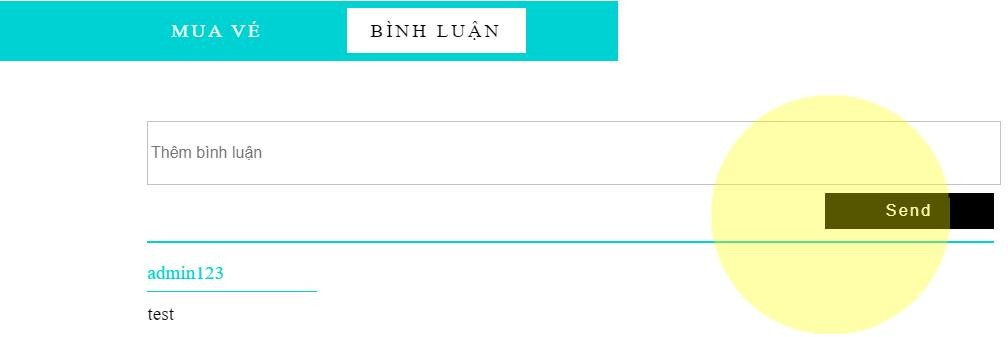 MUA VÉ BÌNH LUẬN
Thêm bình luận
Send
admin123
test